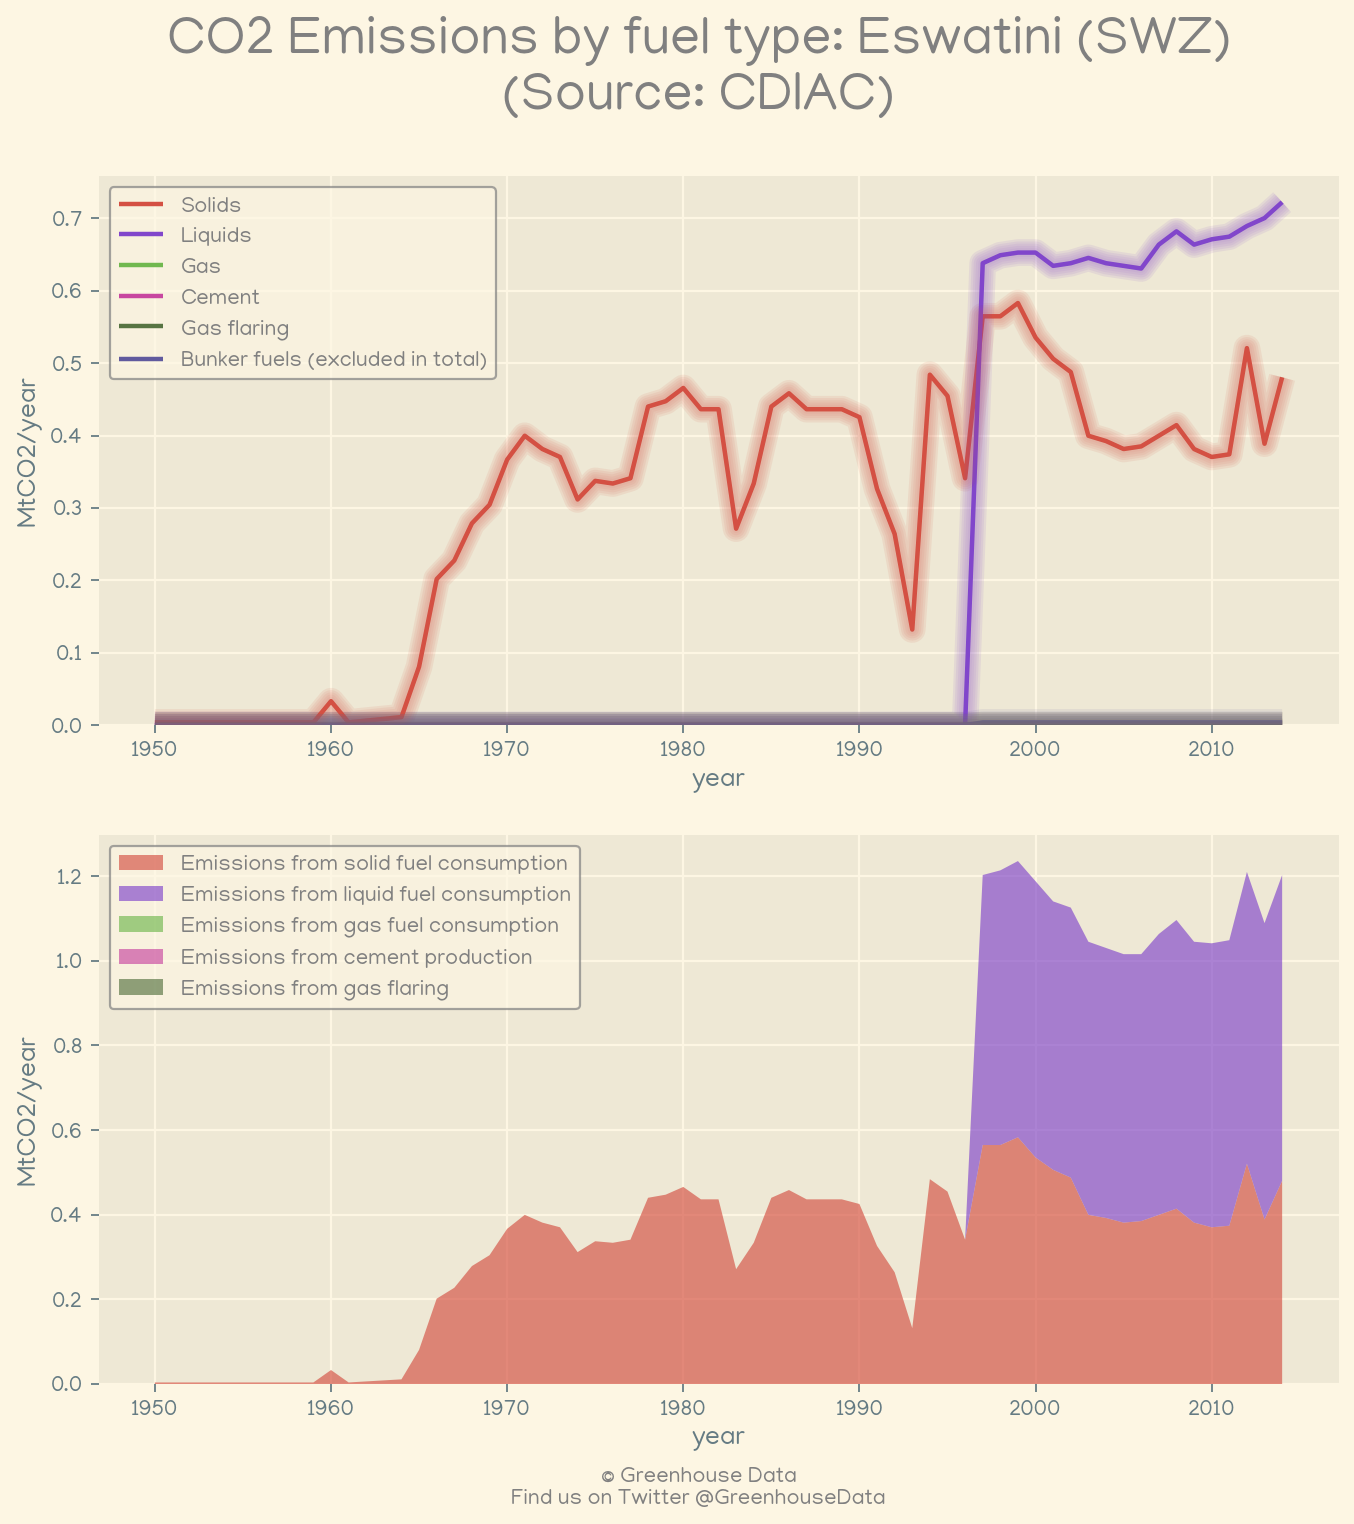 CO2 Emissions by fuel type: Eswatini (SWZ)
(Source: CDIAC)
Solids
Liquids
Gas
Cement
Gas flaring
Bunker fuels (excluded in total)
0.7
0.6
0.5
0.4
0.3
0.2
0.1
0.0
MtCO2/year
1950
1960
1970
1980
1990
2000
2010
year
Emissions from solid fuel consumption
Emissions from liquid fuel consumption
Emissions from gas fuel consumption
Emissions from cement production
Emissions from gas flaring
1.2
1.0
0.8
0.6
0.4
0.2
0.0
MtCO2/year
1950
1960
1970
1980
1990
2000
2010
year
© Greenhouse Data
Find us on Twitter @GreenhouseData